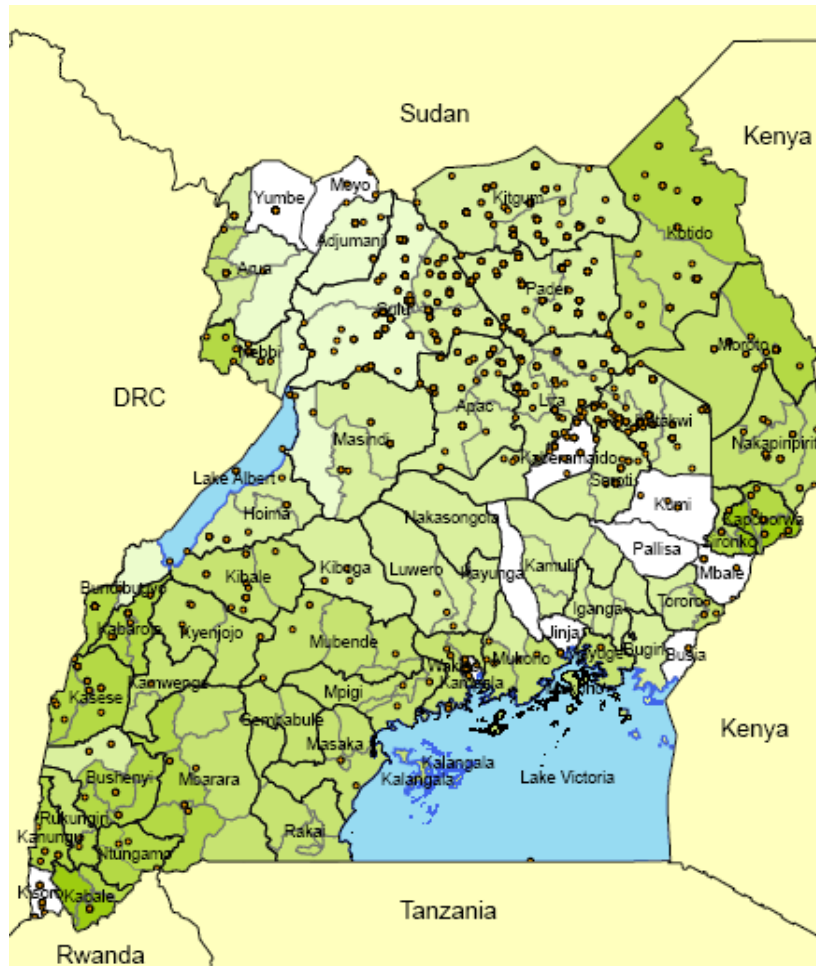 Sudan
Kenya
Moyo
Yumbe
Kitgum
Adjumani
Kotido
Arua
Pader
Gulu
Moroto
Nebbi
DRC
Apac
Lira
Katakwi
Masindi
Nakapiripirit
Kaberamaido
Lake Albert
Soroti
Kumi
Hoima
Nakasongola
Kapchorwa
Sironko
Pallisa
Kiboga
Luwero
Kayunga
Kamuli
Mbale
Bundibugyo
Kibale
Iganga
Tororo
Kabarole
Kyenjojo
Mubende
Jinja
Wakiso
Mukono
Bugiri
Busia
Kasese
Kamwenge
Mpigi
Kampala
Sembabule
Kenya
Masaka
Kalangala
Bushenyi
Mbarara
Kalangala
Lake Victoria
Rukungiri
Kanungu
Rakai
Ntungamo
Kisoro
Kabale
Tanzania
Rwanda